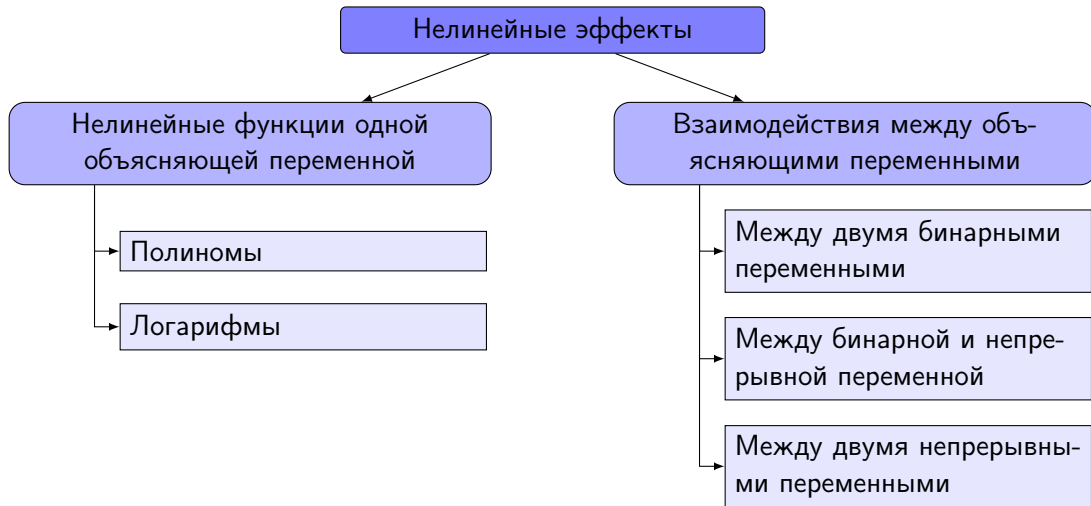 Нелинейные эффекты
Нелинейные функции одной
объясняющей переменной
Полиномы
Логарифмы
Взаимодействия между объ-
ясняющими переменными
Между двумя бинарными
переменными
Между бинарной и непре-
рывной переменной
Между двумя непрерывны-
ми переменными